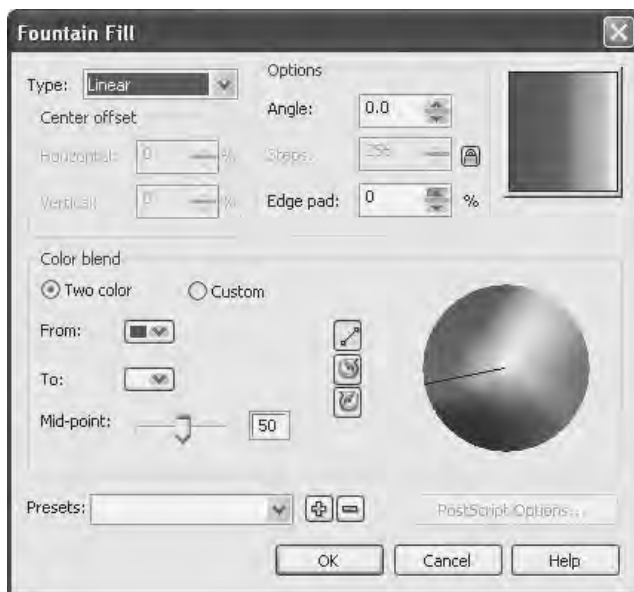 Fountain Fill
Type: Linear
Options
Center offset
Angle: 0.0
Horizontal: 0 %
Steps: 256
Vertical: 0 %
Edge pad: 0 %
Color blend
Two color Custom
From:
To:
Mid-point: 50
Presets:
PostScript Options...
OK Cancel Help